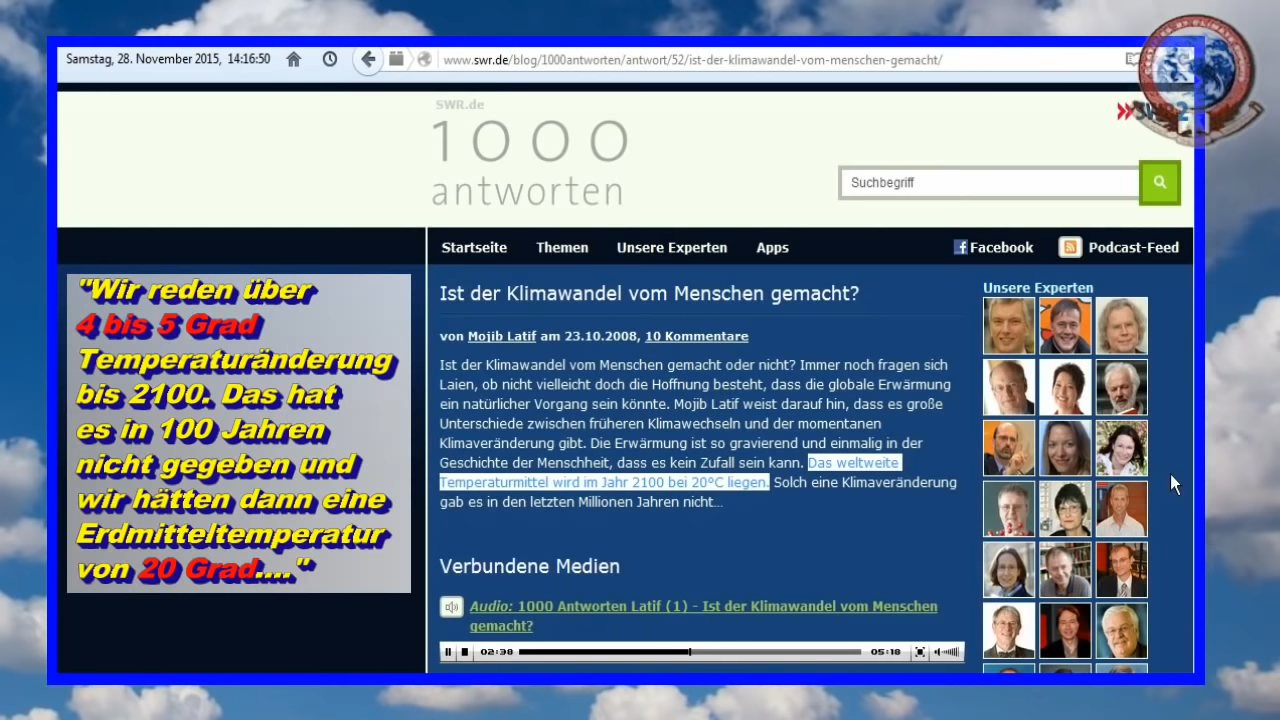 Samstag, 28. November 2015, 14:16:50
www.swr.de/blog/1000antworten/antwort/52/ist-der-klimawandel-vom-menschen-gemacht/
SWR.de
1000
antworten
Suchbegriff
Startseite Themen Unsere Experten Apps Facebook Podcast-Feed
"Wir reden über
4 bis 5 Grad
Temperaturänderung
bis 2100. Das hat
es in 100 Jahren
nicht gegeben und
wir hätten dann eine
Erdmitteltemperatur
von 20 Grad...."
Ist der Klimawandel vom Menschen gemacht?
von Mojib Latif am 23.10.2008, 10 Kommentare
Ist der Klimawandel vom Menschen gemacht oder nicht? Immer noch fragen sich
Laien, ob nicht vielleicht doch die Hoffnung besteht, dass die globale Erwärmung
ein natürlicher Vorgang sein könnte. Mojib Latif weist darauf hin, dass es große
Unterschiede zwischen früheren Klimawechseln und der momentanen
Klimaveränderung gibt. Die Erwärmung ist so gravierend und einmalig in der
Geschichte der Menschheit, dass es kein Zufall sein kann. Das weltweite
Temperaturmittel wird im Jahr 2100 bei 20°C liegen. Solch eine Klimaveränderung
gab es in den letzten Millionen Jahren nicht...
Verbundene Medien
Audio: 1000 Antworten Latif (1) - Ist der Klimawandel vom Menschen
gemacht?
02:38 05:18
Unsere Experten